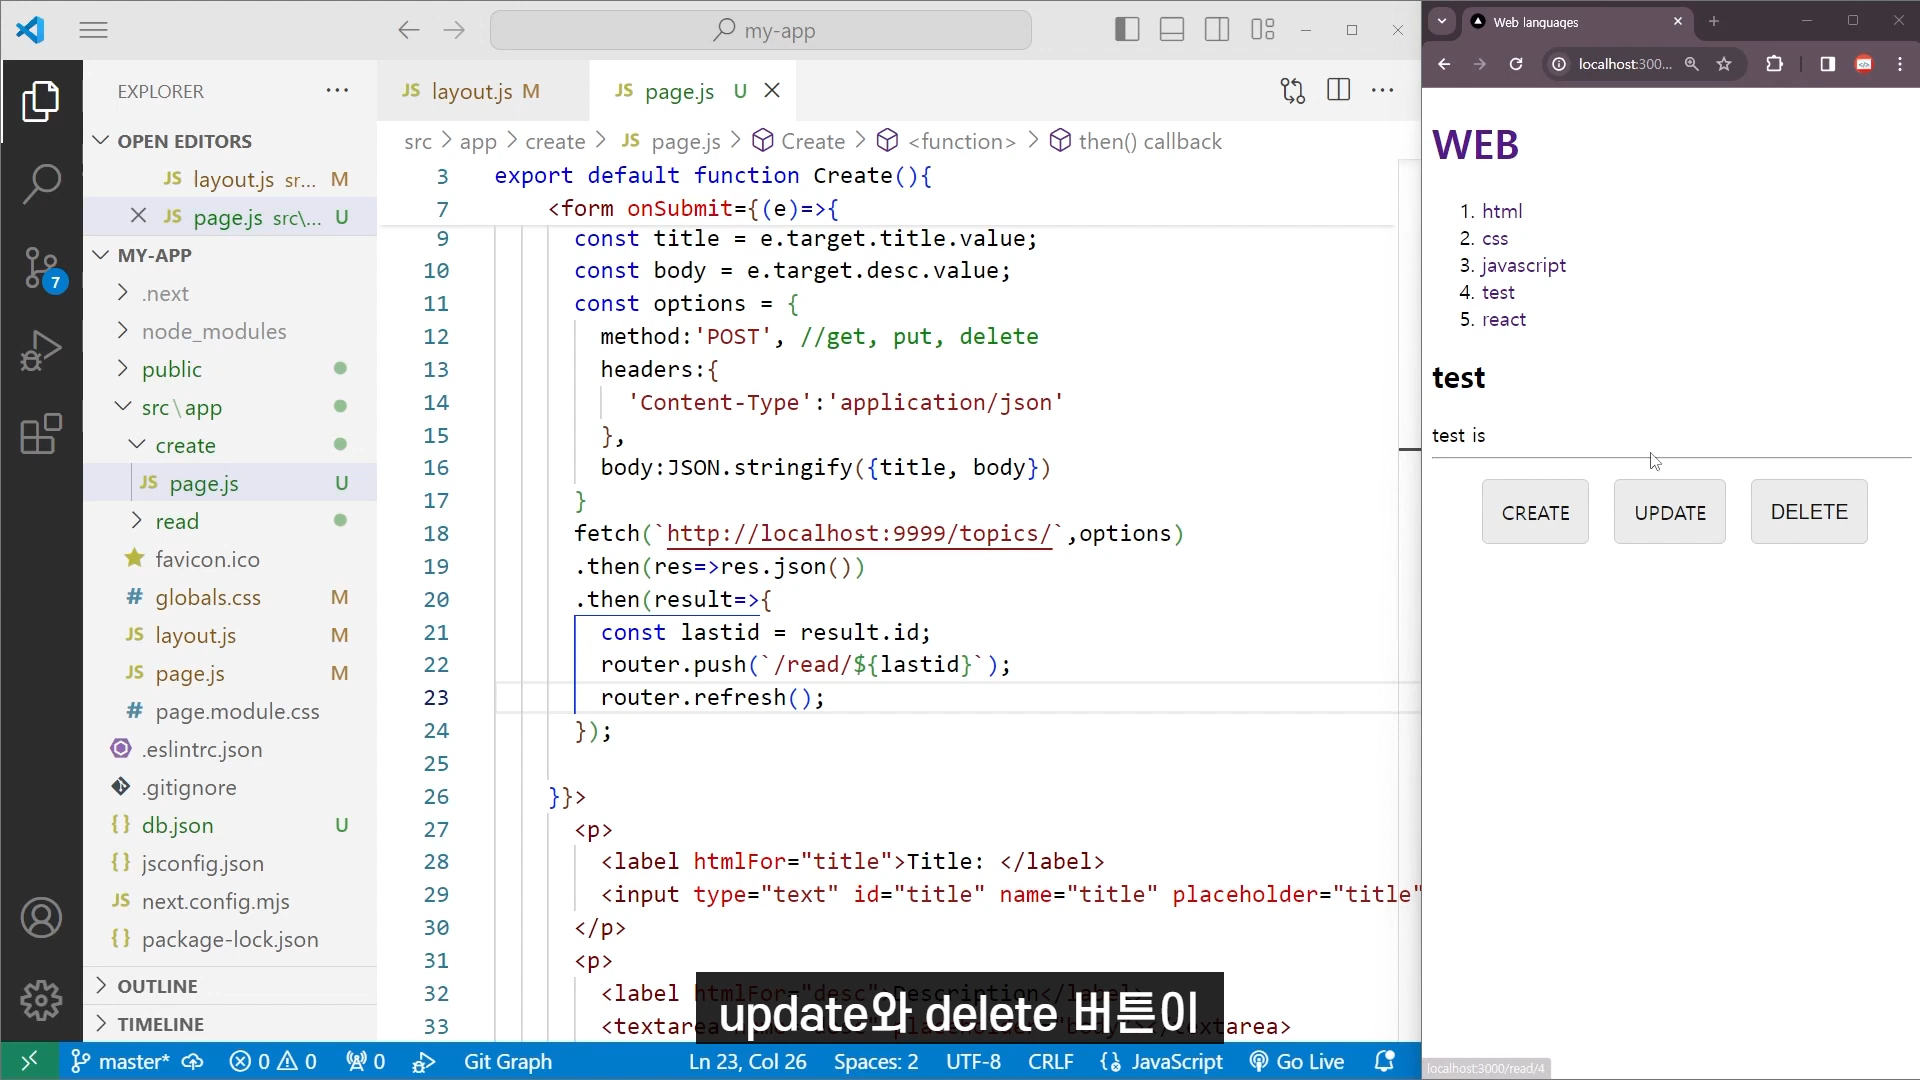 my-app
EXPLORER
OPEN EDITORS
JS layout.js sr... M
JS page.js src\... U
MY-APP
.next
node_modules
public
src\app
create
JS page.js U
read
favicon.ico
# globals.css M
JS layout.js M
JS page.js M
# page.module.css
.eslintrc.json
.gitignore
{} db.json U
{} jsconfig.json
JS next.config.mjs
{} package-lock.json
OUTLINE
TIMELINE
7
JS layout.js M
JS page.js U
src > app > create > JS page.js > Create > <function> > then() callback
3 export default function Create(){
7 <form onSubmit={(e)=>{
9 const title = e.target.title.value;
10 const body = e.target.desc.value;
11 const options = {
12 method:'POST', //get, put, delete
13 headers:{
14 'Content-Type':'application/json'
15 },
16 body:JSON.stringify({title, body})
17 }
18 fetch(`http://localhost:9999/topics/`,options)
19 .then(res=>res.json())
20 .then(result=>{
21 const lastid = result.id;
22 router.push(`/read/${lastid}`);
23 router.refresh();
24 });
25
26 }}>
27 <p>
28 <label htmlFor="title">Title: </label>
29 <input type="text" id="title" name="title" placeholder="title"
30 </p>
31 <p>
32 <label
33 <textarea
textarea>
update와 delete 버튼이
master* 0 0 0 Git Graph Ln 23, Col 26 Spaces: 2 UTF-8 CRLF {} JavaScript Go Live
Web languages
localhost:300...
WEB
1. html
2. css
3. javascript
4. test
5. react
test
test is
CREATE UPDATE DELETE
localhost:3000/read/4